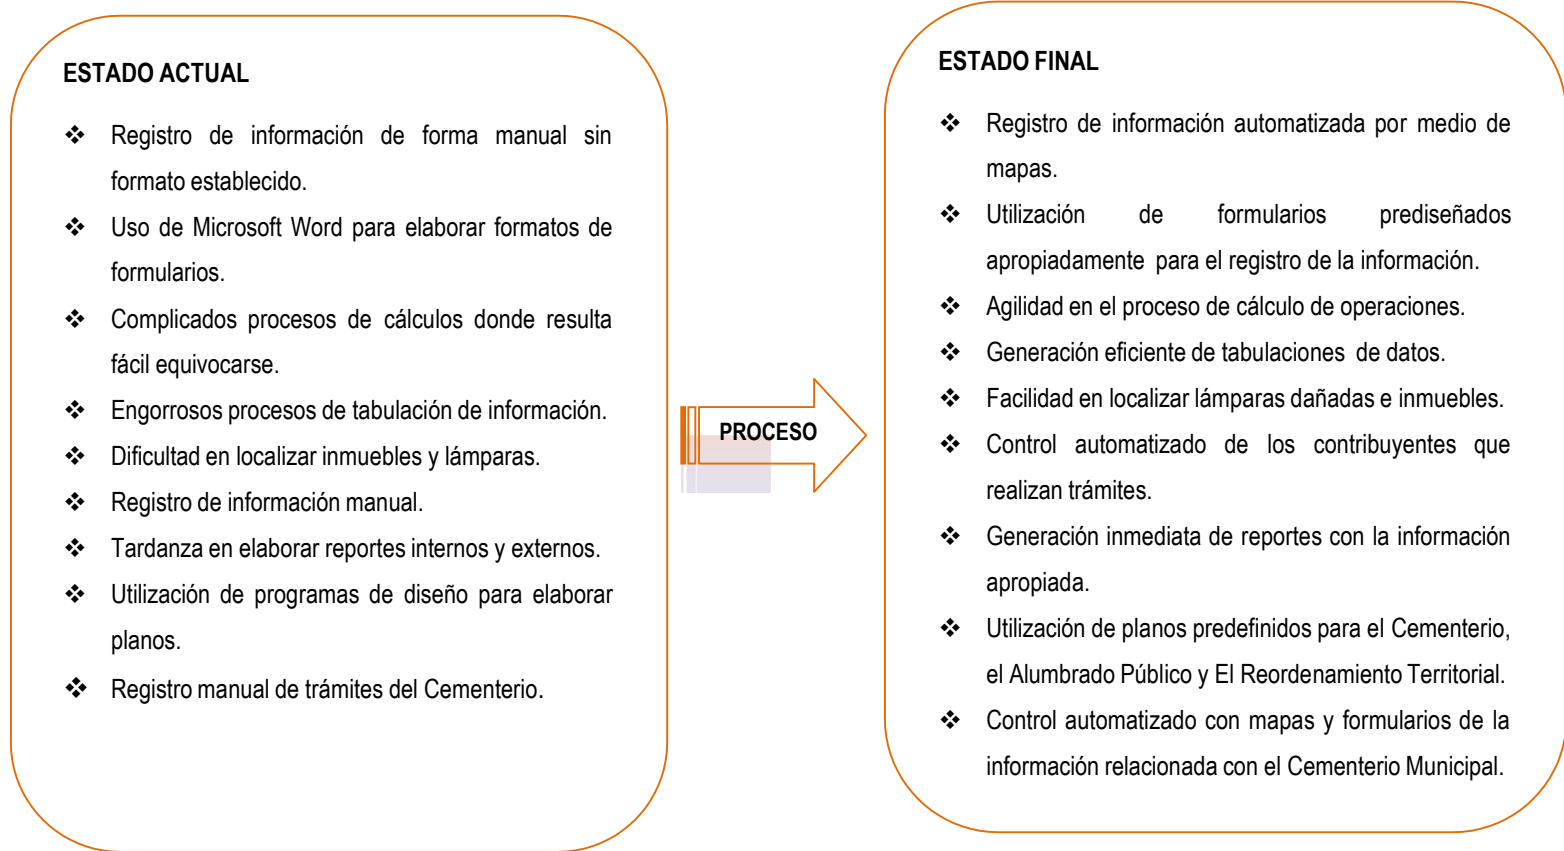 ESTADO ACTUAL
❖ Registro de información de forma manual sin
formato establecido.
❖ Uso de Microsoft Word para elaborar formatos de
formularios.
❖ Complicados procesos de cálculos donde resulta
fácil equivocarse.
❖ Engorrosos procesos de tabulación de información.
❖ Dificultad en localizar inmuebles y lámparas.
❖ Registro de información manual.
❖ Tardanza en elaborar reportes internos y externos.
❖ Utilización de programas de diseño para elaborar
planos.
❖ Registro manual de trámites del Cementerio.
PROCESO
ESTADO FINAL
❖ Registro de información automatizada por medio de
mapas.
❖ Utilización de formularios prediseñados
apropiadamente para el registro de la información.
❖ Agilidad en el proceso de cálculo de operaciones.
❖ Generación eficiente de tabulaciones de datos.
❖ Facilidad en localizar lámparas dañadas e inmuebles.
❖ Control automatizado de los contribuyentes que
realizan trámites.
❖ Generación inmediata de reportes con la información
apropiada.
❖ Utilización de planos predefinidos para el Cementerio,
el Alumbrado Público y El Reordenamiento Territorial.
❖ Control automatizado con mapas y formularios de la
información relacionada con el Cementerio Municipal.